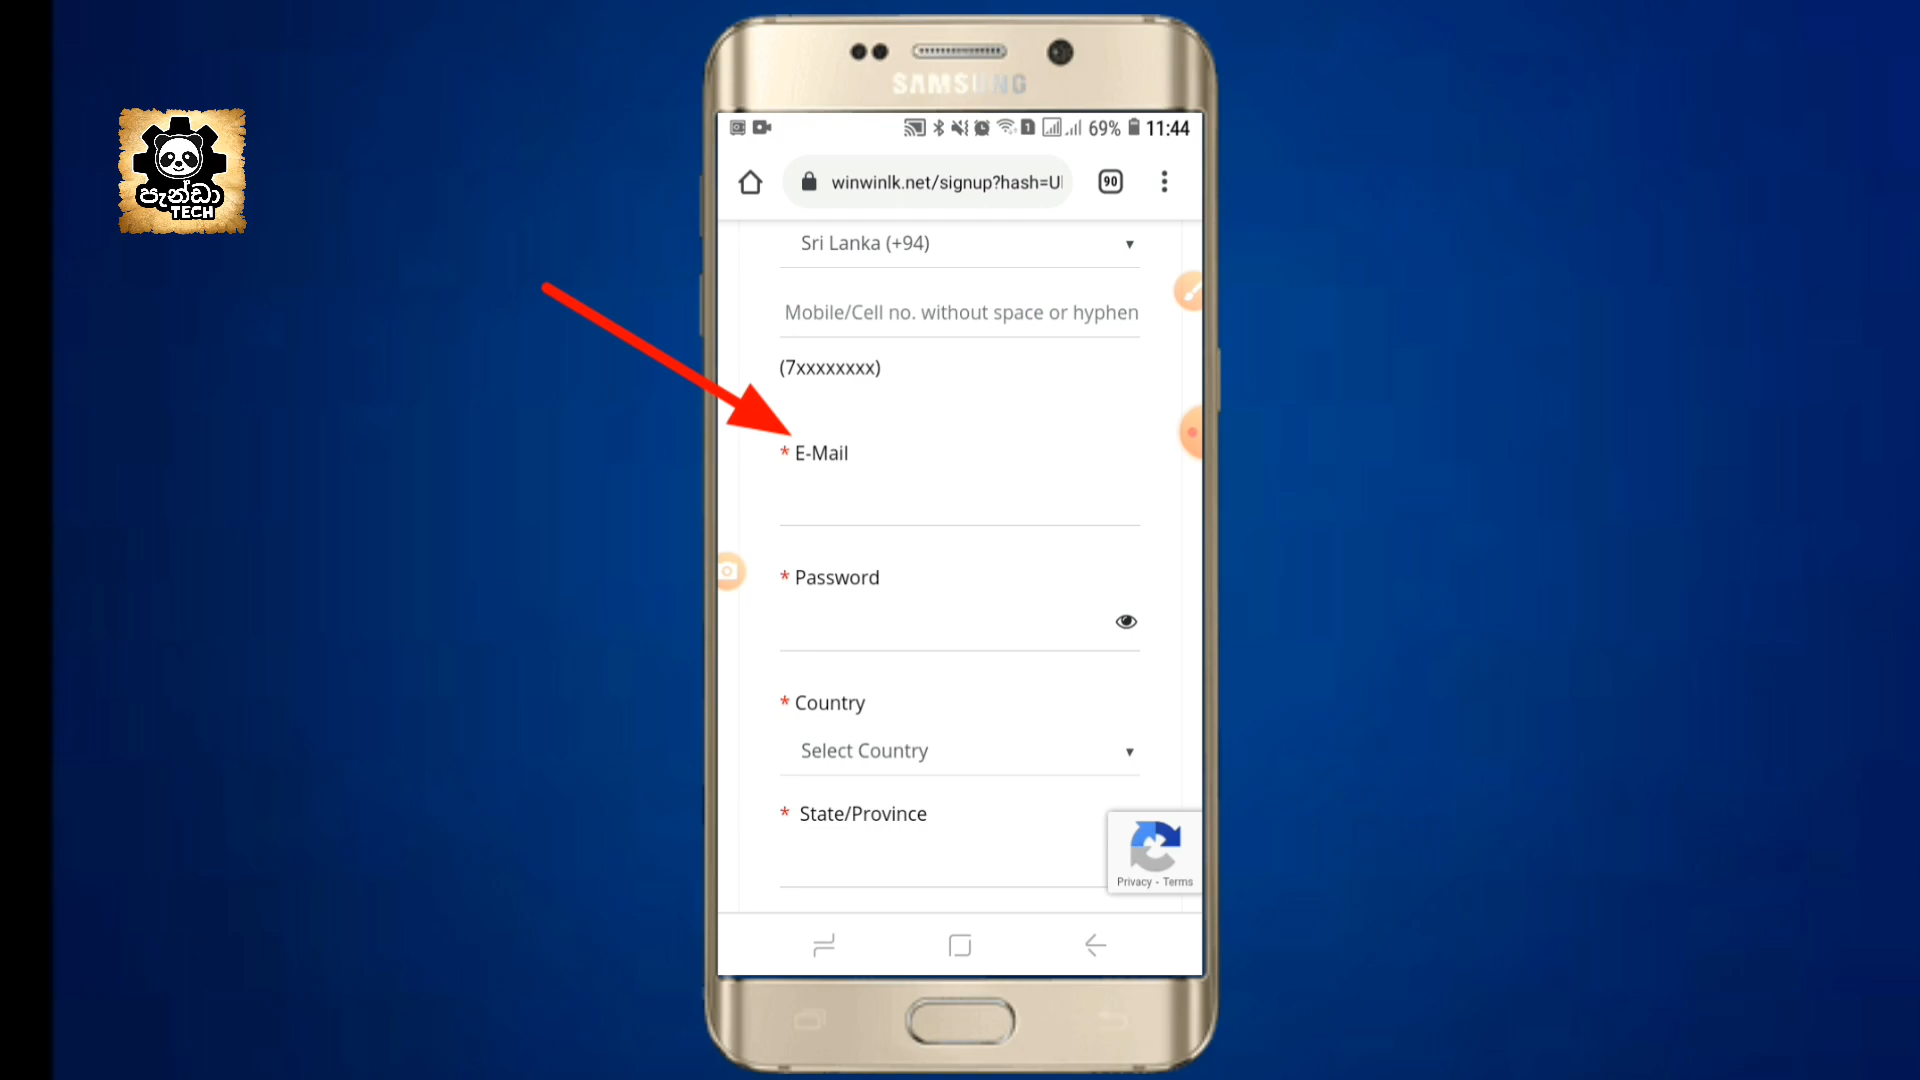 SAMSUNG
69% 11:44
winwinlk.net/signup?hash=U
90
Sri Lanka (+94)
Mobile/Cell no. without space or hyphen
(7xxxxxxxx)
* E-Mail
* Password
* Country
Select Country
* State/Province
Privacy - Terms
පැන්ඩා
TECH